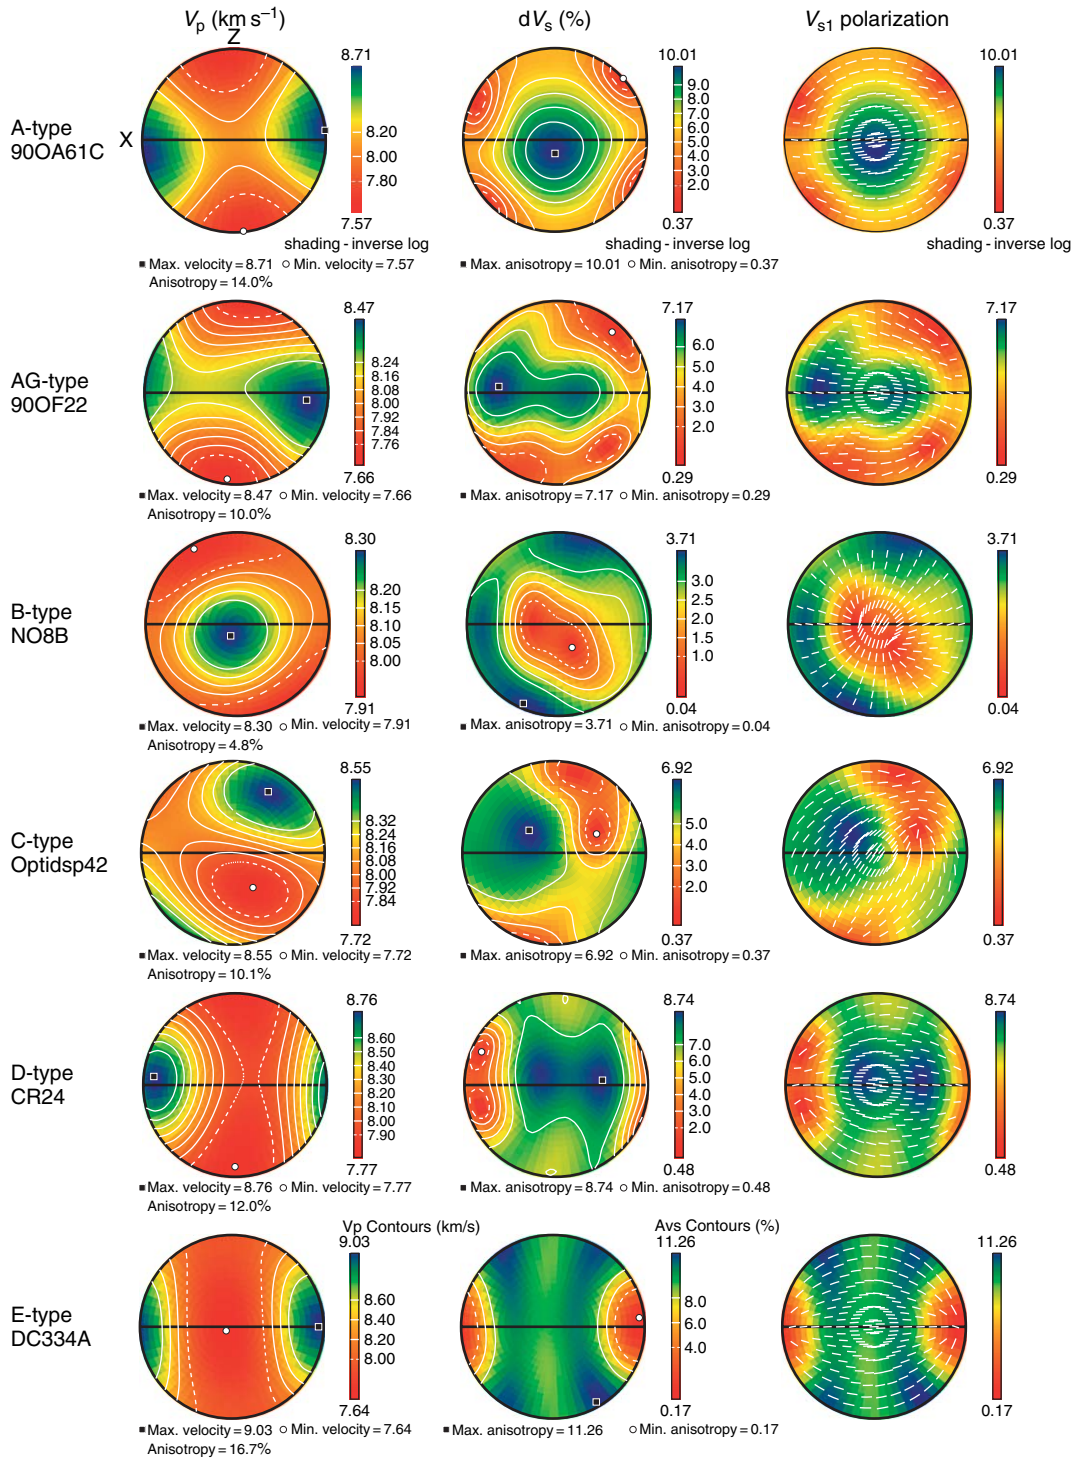 Vp (km s−1) dVs (%) Vs1 polarization
Z
X
A-type
90OA61C
8.71
8.20
8.00
7.80
7.57
shading - inverse log
■ Max. velocity = 8.71 ○ Min. velocity = 7.57
Anisotropy = 14.0%
10.01
9.0
8.0
7.0
6.0
5.0
4.0
2.0
0.37
■ Max. anisotropy = 10.01 ○ Min. anisotropy = 0.37
10.01
0.37
shading - inverse log
AG-type
90OF22
8.47
8.24
8.16
8.08
8.00
7.92
7.84
7.76
7.66
■ Max. velocity = 8.47 ○ Min. velocity = 7.66
Anisotropy = 10.0%
7.17
6.0
5.0
4.0
3.0
2.0
0.29
■ Max. anisotropy = 7.17 ○ Min. anisotropy = 0.29
7.17
0.29
B-type
NO8B
8.30
8.20
8.15
8.10
8.05
8.00
7.91
■ Max. velocity = 8.30 ○ Min. velocity = 7.91
Anisotropy = 4.8%
3.71
3.0
2.5
2.0
1.5
1.0
0.04
■ Max. anisotropy = 3.71 ○ Min. anisotropy = 0.04
3.71
0.04
C-type
Optidsp42
8.55
8.32
8.24
8.16
8.08
8.00
7.92
7.84
7.72
■ Max. velocity = 8.55 ○ Min. velocity = 7.72
Anisotropy = 10.1%
6.92
5.0
4.0
3.0
2.0
0.37
■ Max. anisotropy = 6.92 ○ Min. anisotropy = 0.37
6.92
0.37
D-type
CR24
8.76
8.60
8.50
8.40
8.30
8.20
8.10
8.00
7.90
7.77
■ Max. velocity = 8.76 ○ Min. velocity = 7.77
Anisotropy = 12.0%
8.74
7.0
6.0
5.0
4.0
3.0
2.0
0.48
■ Max. anisotropy = 8.74 ○ Min. anisotropy = 0.48
8.74
0.48
E-type
DC334A
Vp Contours (km/s)
9.03
8.60
8.40
8.20
8.00
7.64
■ Max. velocity = 9.03 ○ Min. velocity = 7.64
Anisotropy = 16.7%
Avs Contours (%)
11.26
8.0
6.0
4.0
0.17
■ Max. anisotropy = 11.26 ○ Min. anisotropy = 0.17
11.26
0.17